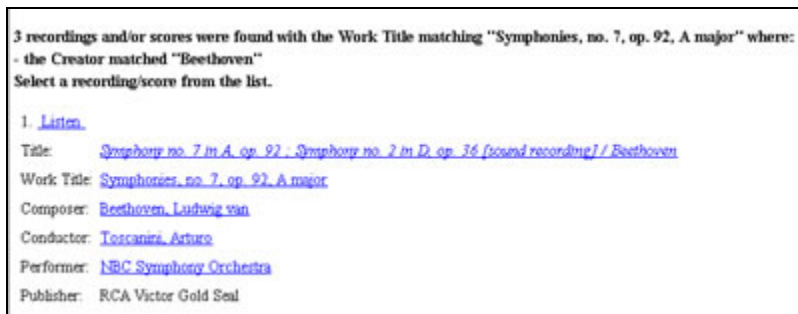 3 recordings and/or scores were found with the Work Title matching "Symphonies, no. 7, op. 92, A major" where:
- the Creator matched "Beethoven"
Select a recording/score from the list.
1. Listen
Title: Symphony no. 7 in A, op. 92 ; Symphony no. 2 in D, op. 36 [sound recording] / Beethoven
Work Title: Symphonies, no. 7, op. 92, A major
Composer: Beethoven, Ludwig van
Conductor: Toscanini, Arturo
Performer: NBC Symphony Orchestra
Publisher: RCA Victor Gold Seal